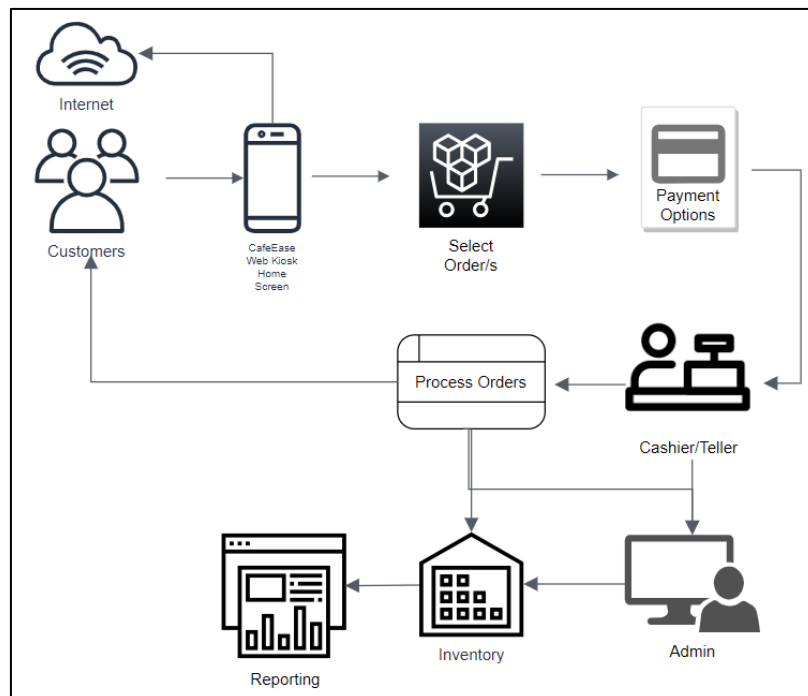 Internet
Customers
CafeEase
Web Kiosk
Home
Screen
Select
Order/s
Payment
Options
Process Orders
Cashier/Teller
Reporting
Inventory
Admin